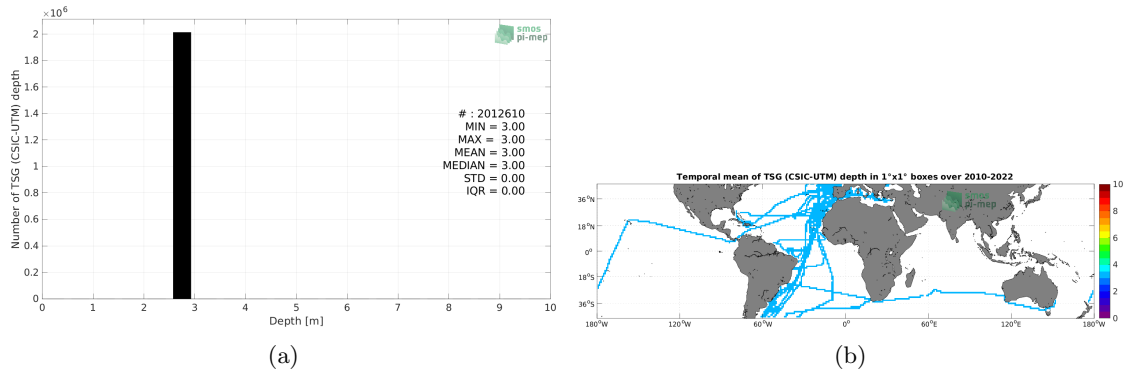 ×10⁶
2
1.8
1.6
1.4
1.2
1
0.8
0.6
0.4
0.2
0
Number of TSG (CSIC-UTM) depth
smos
pi-mep
# : 2012610
MIN = 3.00
MAX = 3.00
MEAN = 3.00
MEDIAN = 3.00
STD = 0.00
IQR = 0.00
0 1 2 3 4 5 6 7 8 9 10
Depth [m]
(a)
Temporal mean of TSG (CSIC-UTM) depth in 1°x1° boxes over 2010-2022
smos
pi-mep
36°N
18°N
0°
18°S
36°S
180°W 120°W 60°W 0° 60°E 120°E 180°W
10
8
6
4
2
0
(b)